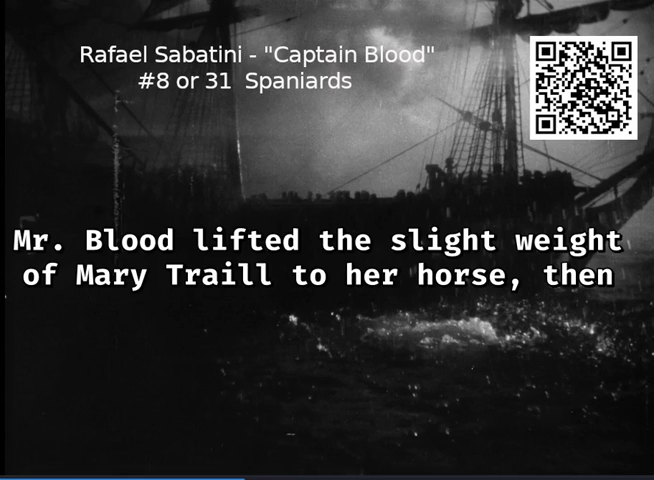 Rafael Sabatini - "Captain Blood"
#8 or 31 Spaniards
Mr. Blood lifted the slight weight
of Mary Traill to her horse, then